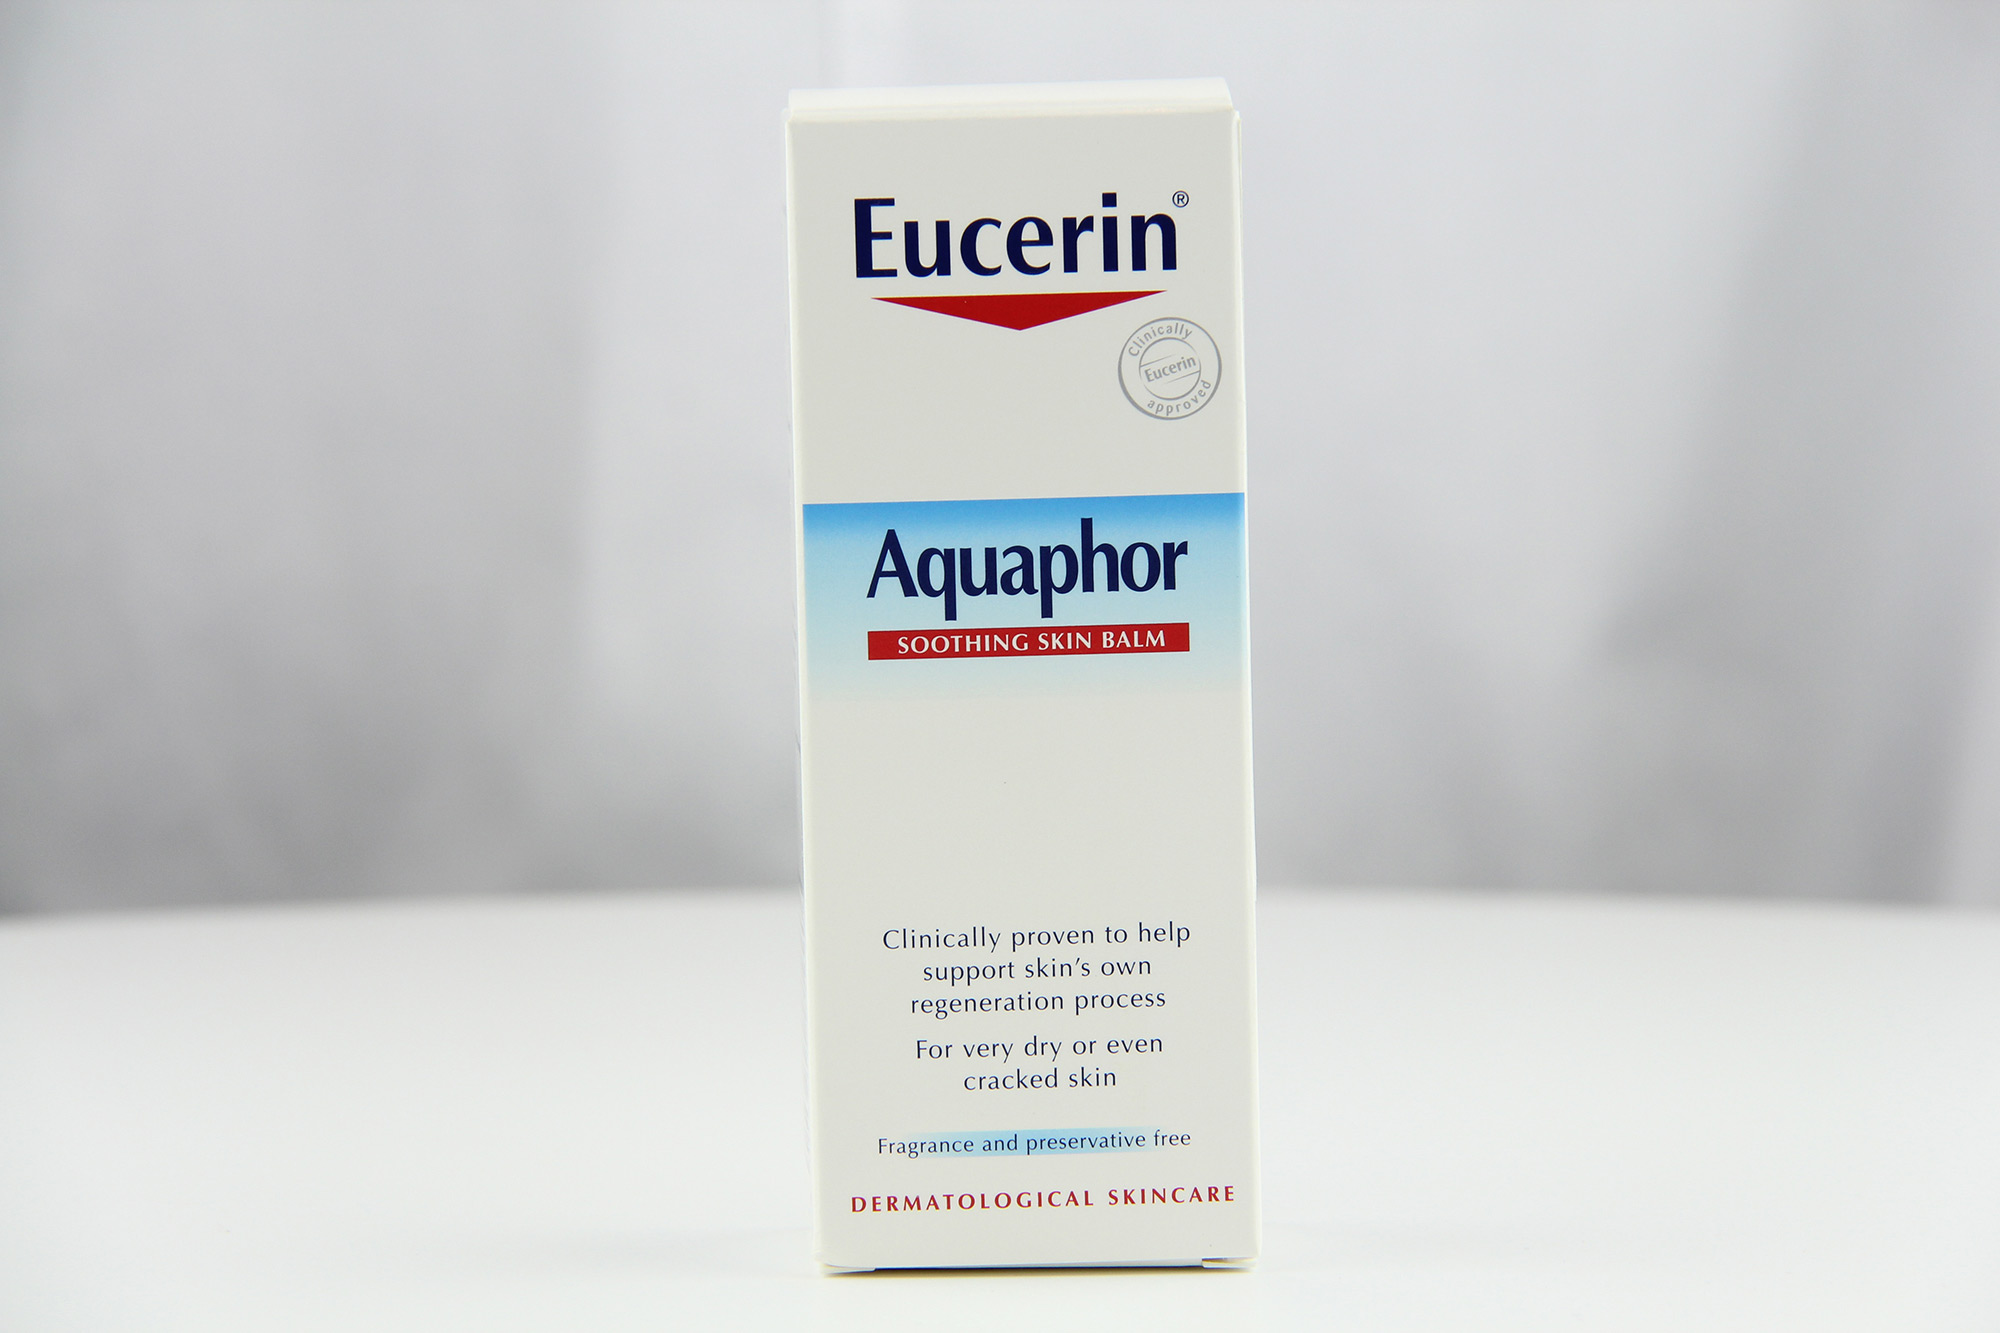 Eucerin®
Clinically
Eucerin
approved
Aquaphor
SOOTHING SKIN BALM
Clinically proven to help
support skin's own
regeneration process
For very dry or even
cracked skin
Fragrance and preservative free
DERMATOLOGICAL SKINCARE